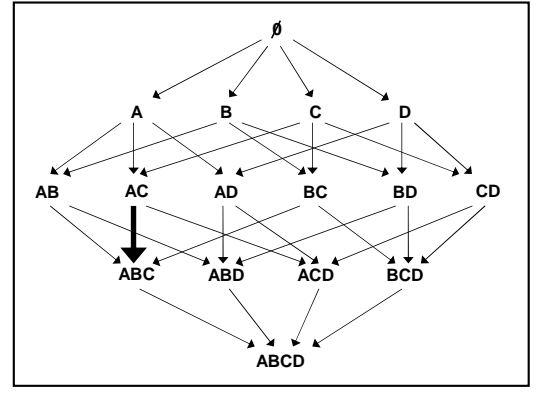 ∅
A B C D
AB AC AD BC BD CD
ABC ABD ACD BCD
ABCD